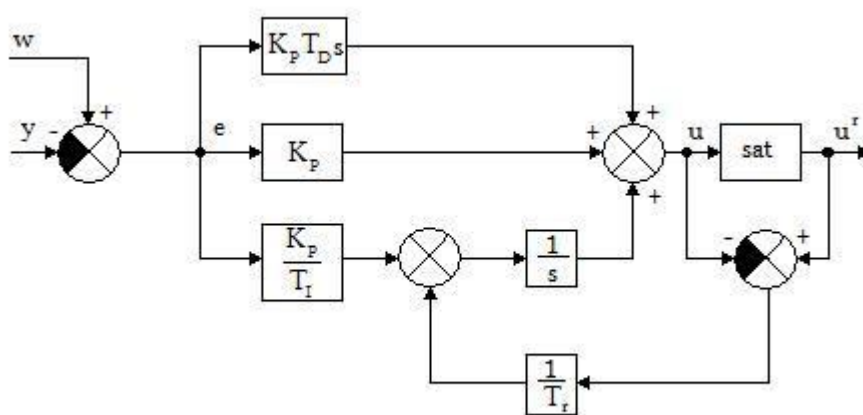 w
K_P T_D s
+
+
-
y
e
K_P
+
+
u
sat
u^r
K_P
T_I
1
s
-
+
1
T_r